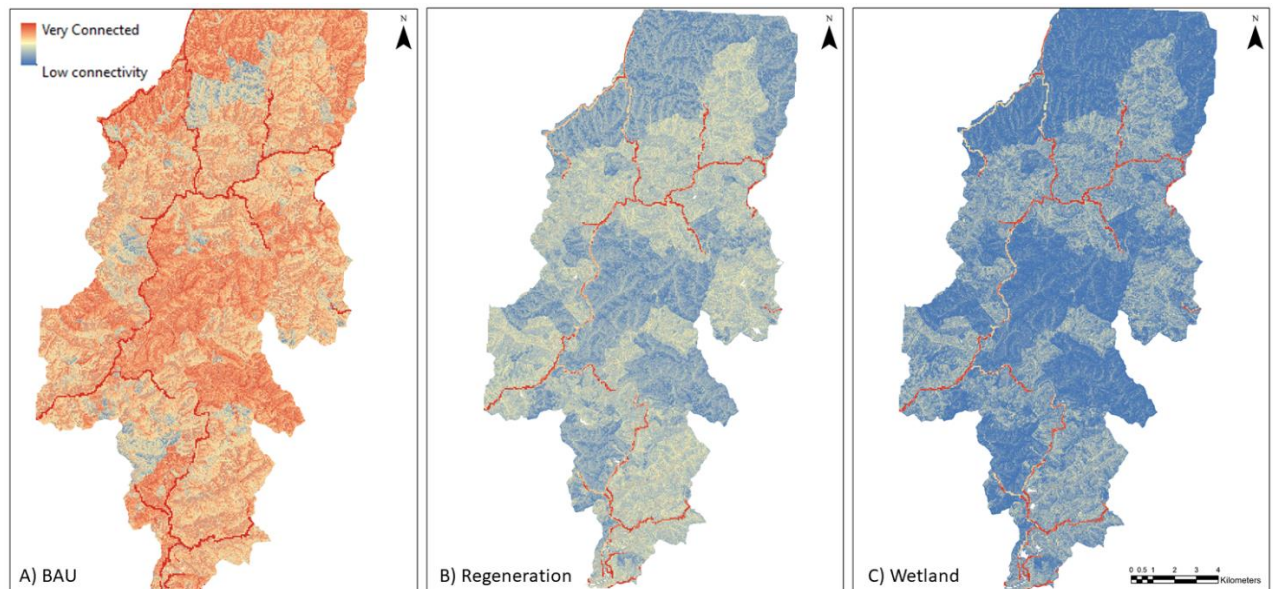 Very Connected
Low connectivity
N
N
N
A) BAU
B) Regeneration
C) Wetland
0 0.5 1 2 3 4
Kilometers